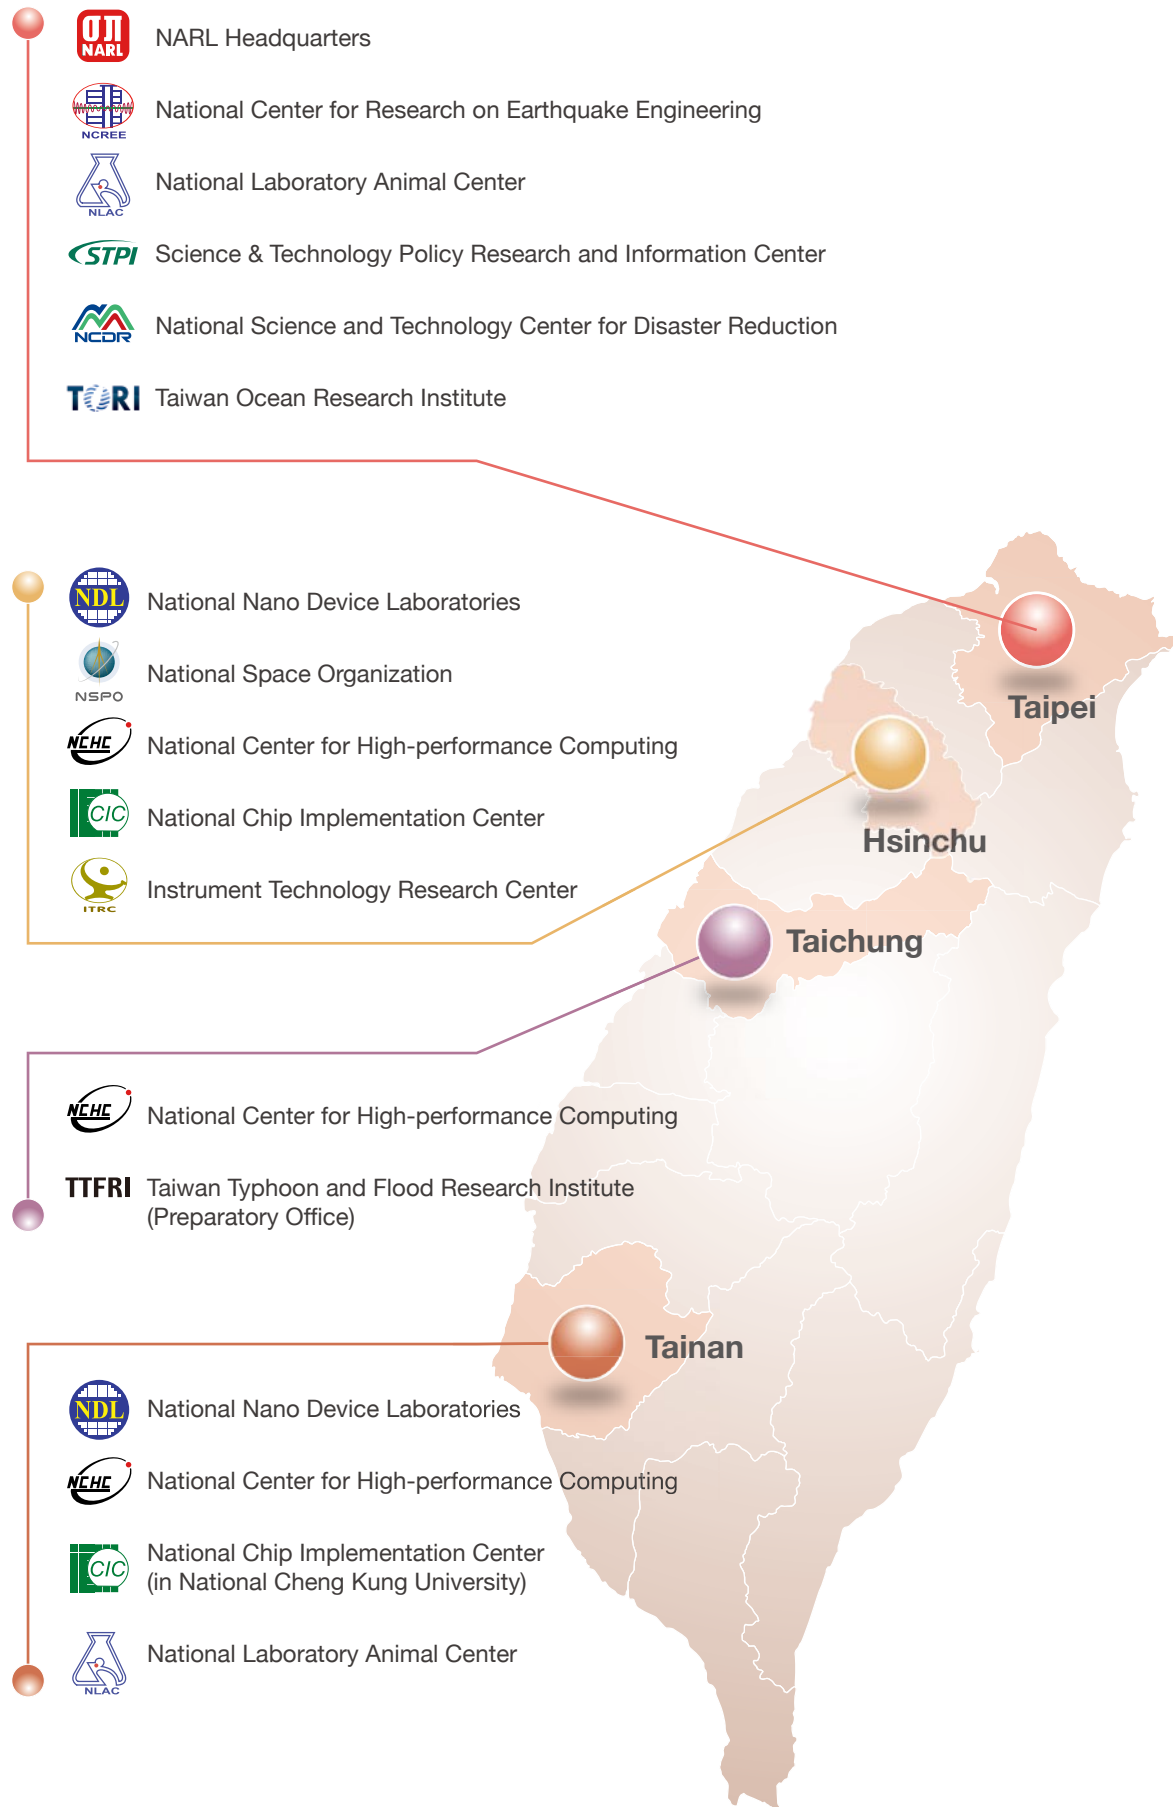 NARL
NARL Headquarters
NCREE
National Center for Research on Earthquake Engineering
NLAC
National Laboratory Animal Center
STPI
Science & Technology Policy Research and Information Center
NCDR
National Science and Technology Center for Disaster Reduction
TORI
Taiwan Ocean Research Institute
NDL
National Nano Device Laboratories
NSPO
National Space Organization
NCHC
National Center for High-performance Computing
CIC
National Chip Implementation Center
ITRC
Instrument Technology Research Center
Taipei
Hsinchu
Taichung
NCHC
National Center for High-performance Computing
TTFRI
Taiwan Typhoon and Flood Research Institute
(Preparatory Office)
Tainan
NDL
National Nano Device Laboratories
NCHC
National Center for High-performance Computing
CIC
National Chip Implementation Center
(in National Cheng Kung University)
NLAC
National Laboratory Animal Center